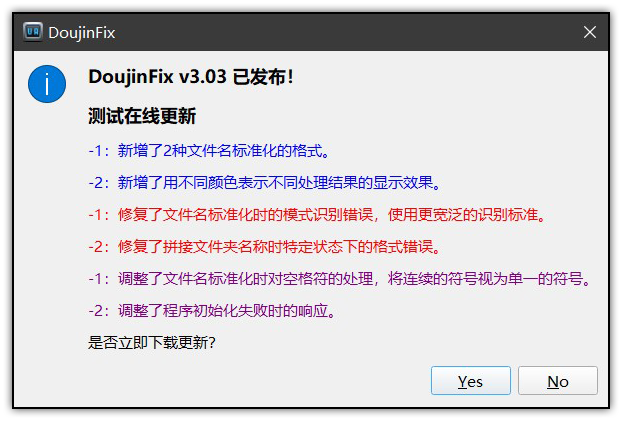 DoujinFix
DoujinFix v3.03 已发布！
测试在线更新
-1：新增了2种文件名标准化的格式。
-2：新增了用不同颜色表示不同处理结果的显示效果。
-1：修复了文件名标准化时的模式识别错误，使用更宽泛的识别标准。
-2：修复了拼接文件夹名称时特定状态下的格式错误。
-1：调整了文件名标准化时对空格符的处理，将连续的符号视为单一的符号。
-2：调整了程序初始化失败时的响应。
是否立即下载更新？
Yes No